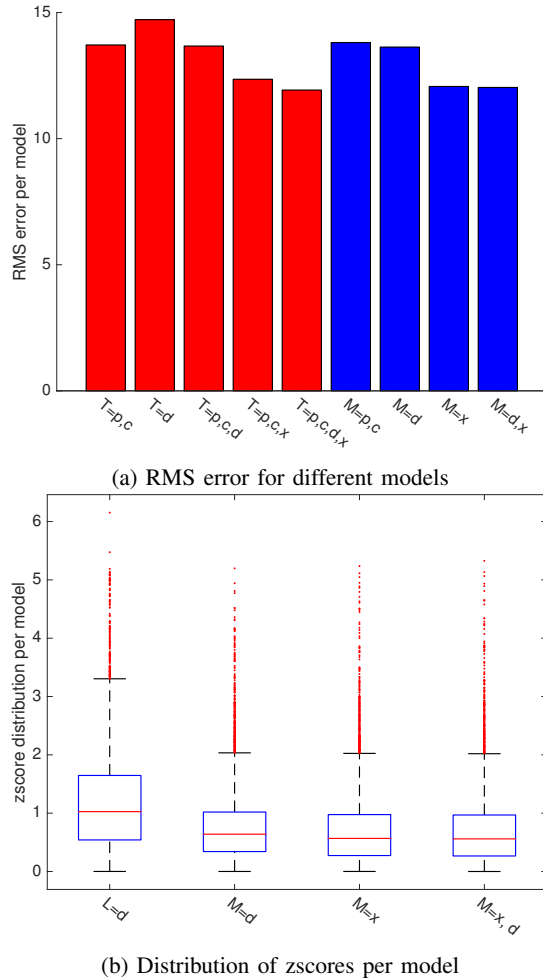 15
10
5
0
RMS error per model
T=p,c
T=d
T=p,c,d
T=p,c,x
T=p,c,d,x
M=p,c
M=d
M=x
M=d,x
(a) RMS error for different models
6
5
4
3
2
1
0
zscore distribution per model
L=d
M=d
M=x
M=x, d
(b) Distribution of zscores per model